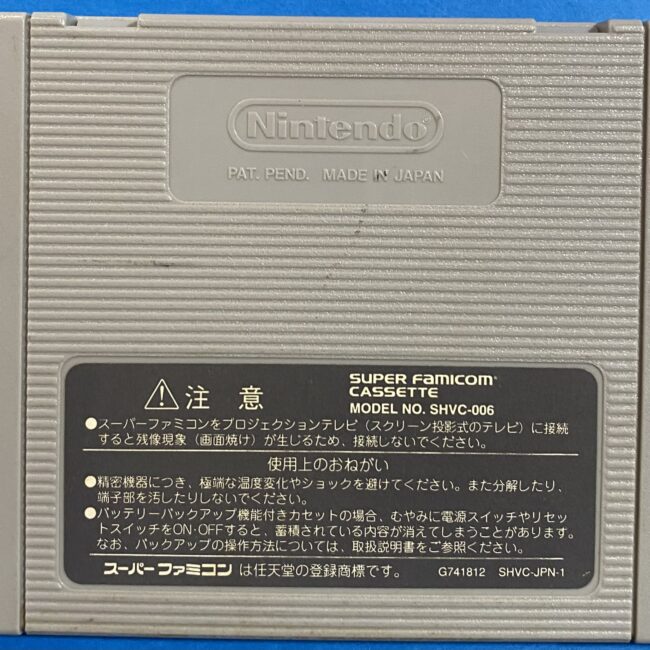 Nintendo
PAT. PEND. MADE IN JAPAN
⚠注意
SUPER FAMICOM
CASSETTE
MODEL NO. SHVC-006
●スーパーファミコンをプロジェクションテレビ（スクリーン投影式のテレビ）に接続
すると残像現象（画面焼け）が生じるため、接続しないでください。
使用上のおねがい
●精密機器につき、極端な温度変化やショックを避けてください。また分解したり、
端子部を汚したりしないでください。
●バッテリーバックアップ機能付きカセットの場合、むやみに電源スイッチやリセッ
トスイッチをON・OFFすると、蓄積されている内容が消えてしまうことがあります。
なお、バックアップの操作方法については、取扱説明書をご参照ください。
スーパーファミコン は任天堂の登録商標です。 G741812 SHVC-JPN-1